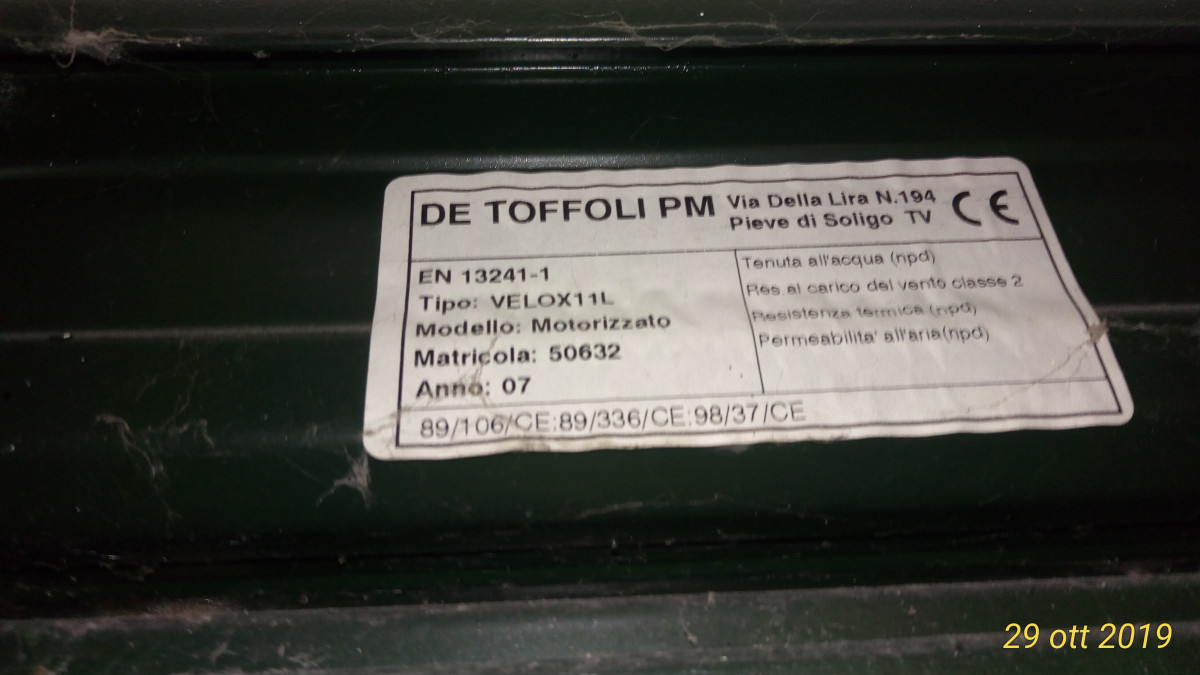 DE TOFFOLI PM
Via Della Lira N.194
Pieve di Soligo TV
CE
EN 13241-1
Tipo: VELOX11L
Modello: Motorizzato
Matricola: 50632
Anno: 07
Tenuta all'acqua (npd)
Res.al carico del vento classe 2
Resistenza termica (npd)
Permeabilita' all'aria(npd)
89/106/CE:89/336/CE:98/37/CE
29 ott 2019